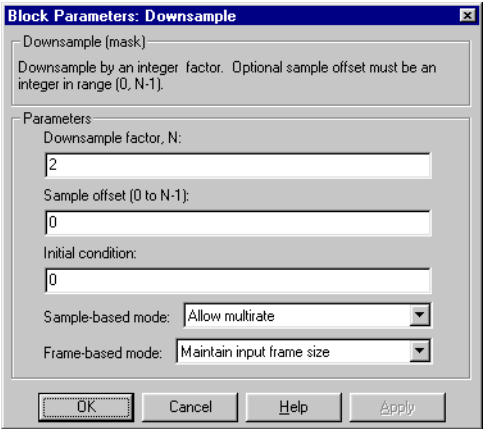 Block Parameters: Downsample
Downsample (mask)
Downsample by an integer factor. Optional sample offset must be an
integer in range (0, N-1).
Parameters
Downsample factor, N:
2
Sample offset (0 to N-1):
0
Initial condition:
0
Sample-based mode: Allow multirate
Frame-based mode: Maintain input frame size
OK Cancel Help Apply